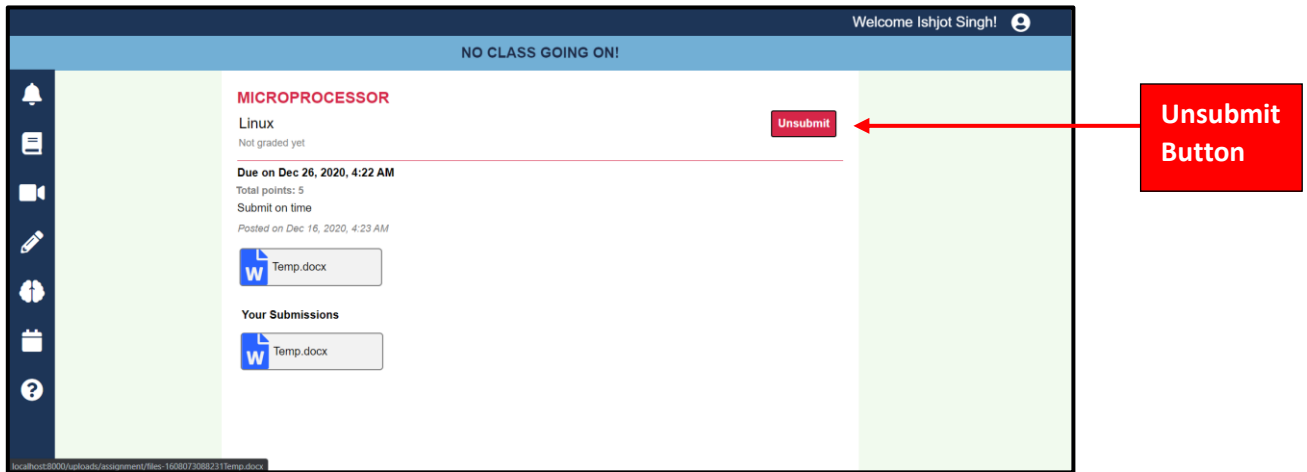 Welcome Ishjot Singh!
NO CLASS GOING ON!
MICROPROCESSOR
Linux
Unsubmit
Not graded yet
Due on Dec 26, 2020, 4:22 AM
Total points: 5
Submit on time
Posted on Dec 16, 2020, 4:23 AM
W Temp.docx
Your Submissions
W Temp.docx
localhost:8000/uploads/assignment/files-1608073088231Temp.docx
Unsubmit
Button